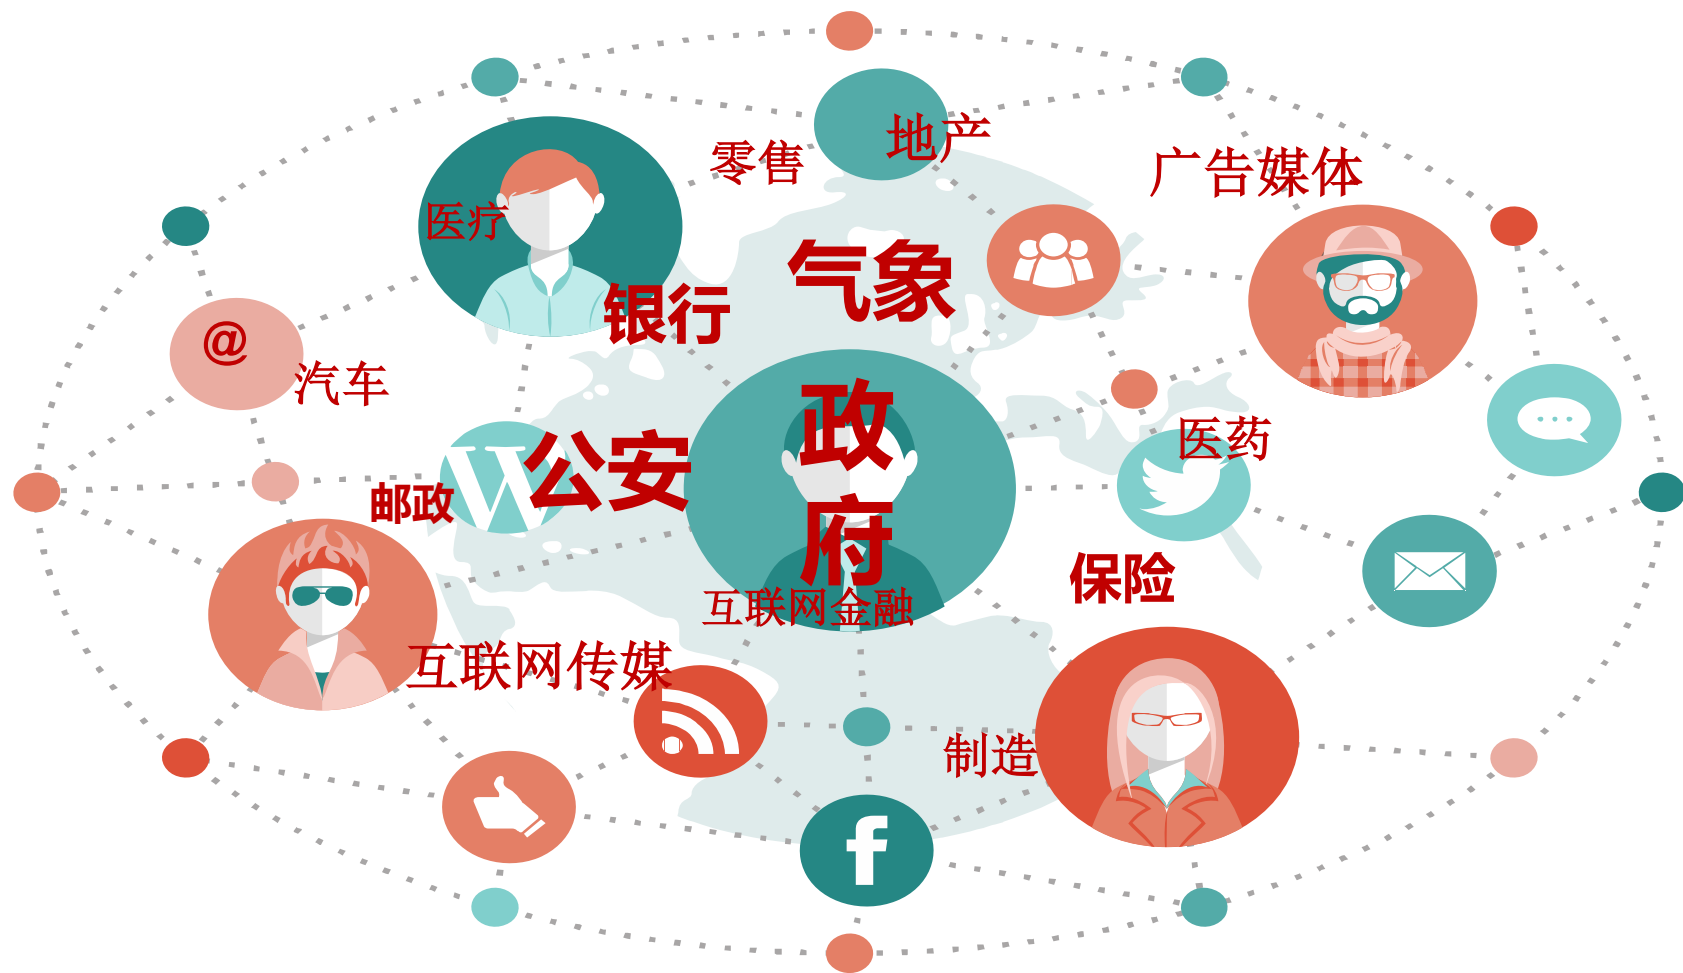 地产
零售
广告媒体
医疗
气象
银行
@
汽车
政
府
医药
公安
邮政
W
保险
互联网金融
互联网传媒
制造
f